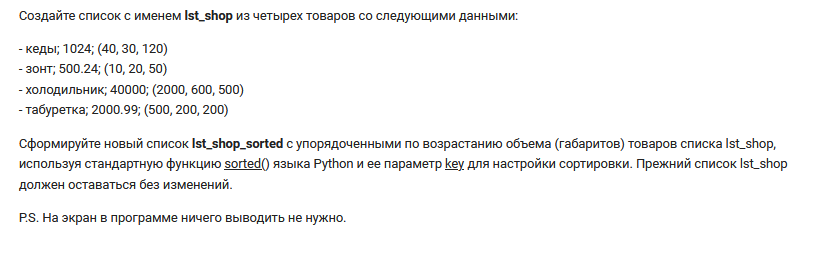 Создайте список с именем lst_shop из четырех товаров со следующими данными:
- кеды; 1024; (40, 30, 120)
- зонт; 500.24; (10, 20, 50)
- холодильник; 40000; (2000, 600, 500)
- табуретка; 2000.99; (500, 200, 200)
Сформируйте новый список lst_shop_sorted с упорядоченными по возрастанию объема (габаритов) товаров списка lst_shop,
используя стандартную функцию sorted() языка Python и ее параметр key для настройки сортировки. Прежний список lst_shop
должен оставаться без изменений.
P.S. На экран в программе ничего выводить не нужно.